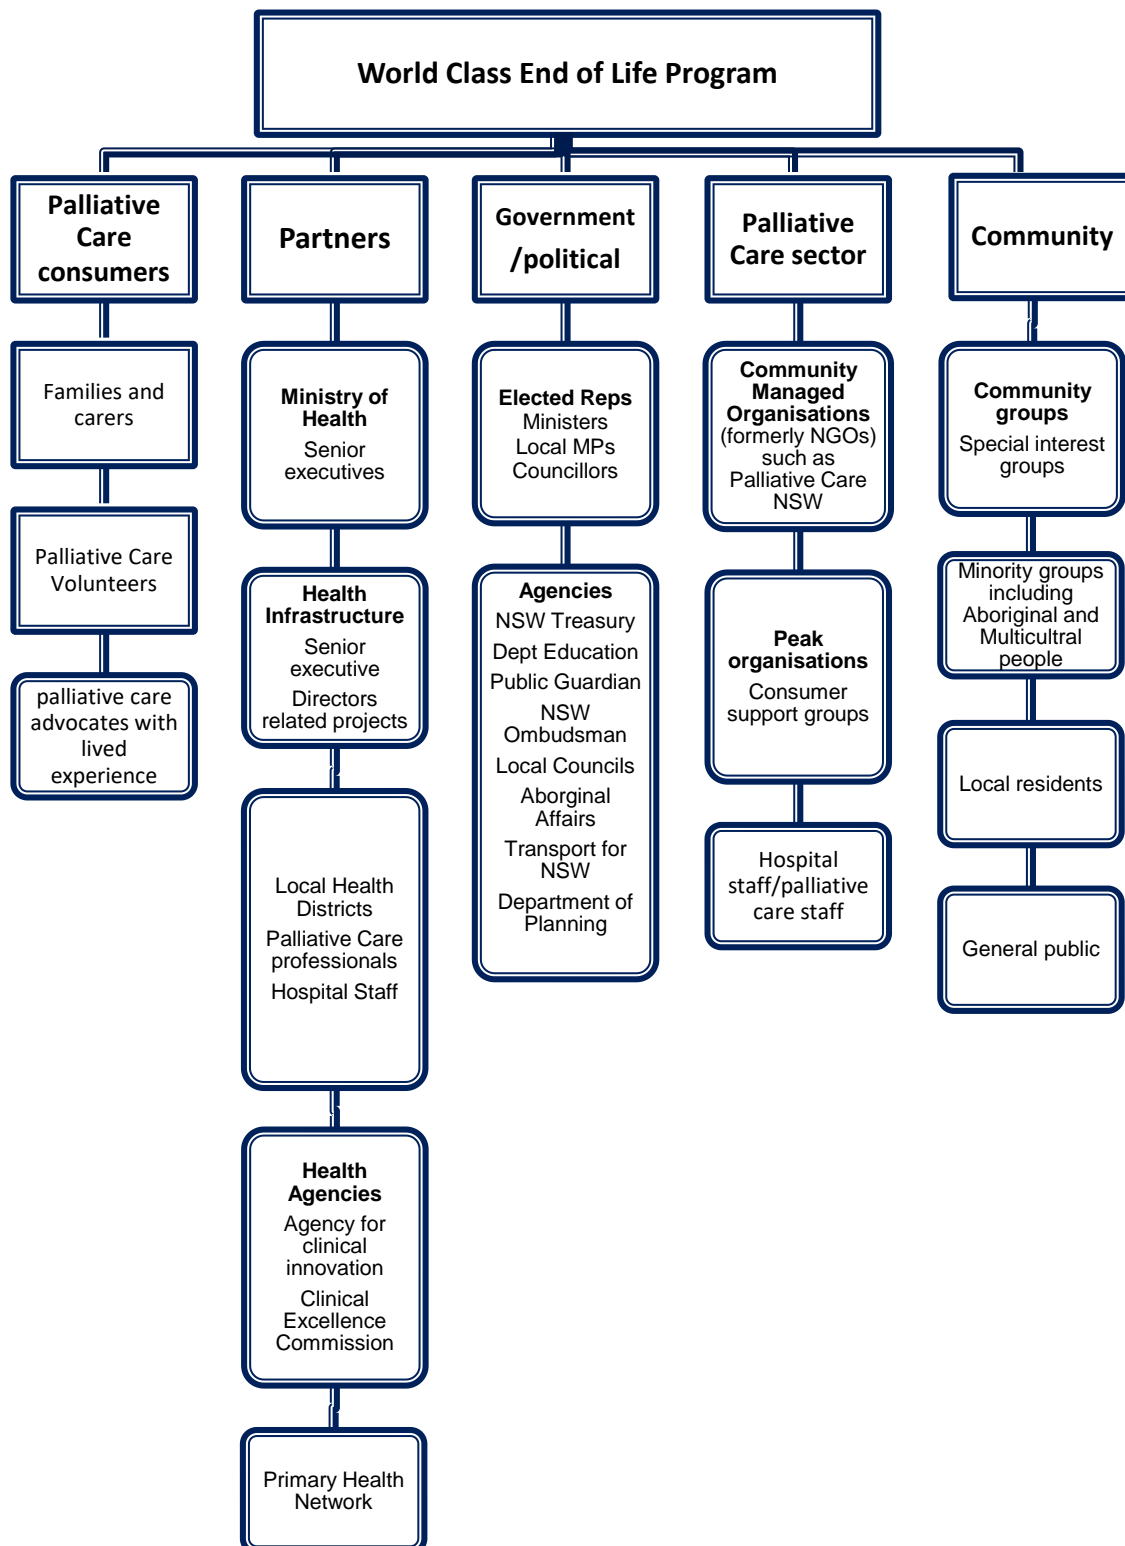 World Class End of Life Program
Palliative
Care
consumers
Families and
carers
Palliative Care
Volunteers
palliative care
advocates with
lived
experience
Partners
Ministry of
Health
Senior
executives
Health
Infrastructure
Senior
executive
Directors
related projects
Local Health
Districts
Palliative Care
professionals
Hospital Staff
Health
Agencies
Agency for
clinical
innovation
Clinical
Excellence
Commission
Primary Health
Network
Government
/political
Elected Reps
Ministers
Local MPs
Councillors
Agencies
NSW Treasury
Dept Education
Public Guardian
NSW
Ombudsman
Local Councils
Aborginal
Affairs
Transport for
NSW
Department of
Planning
Palliative
Care sector
Community
Managed
Organisations
(formerly NGOs)
such as
Palliative Care
NSW
Peak
organisations
Consumer
support groups
Hospital
staff/palliative
care staff
Community
Community
groups
Special interest
groups
Minority groups
including
Aboriginal and
Multicultral
people
Local residents
General public